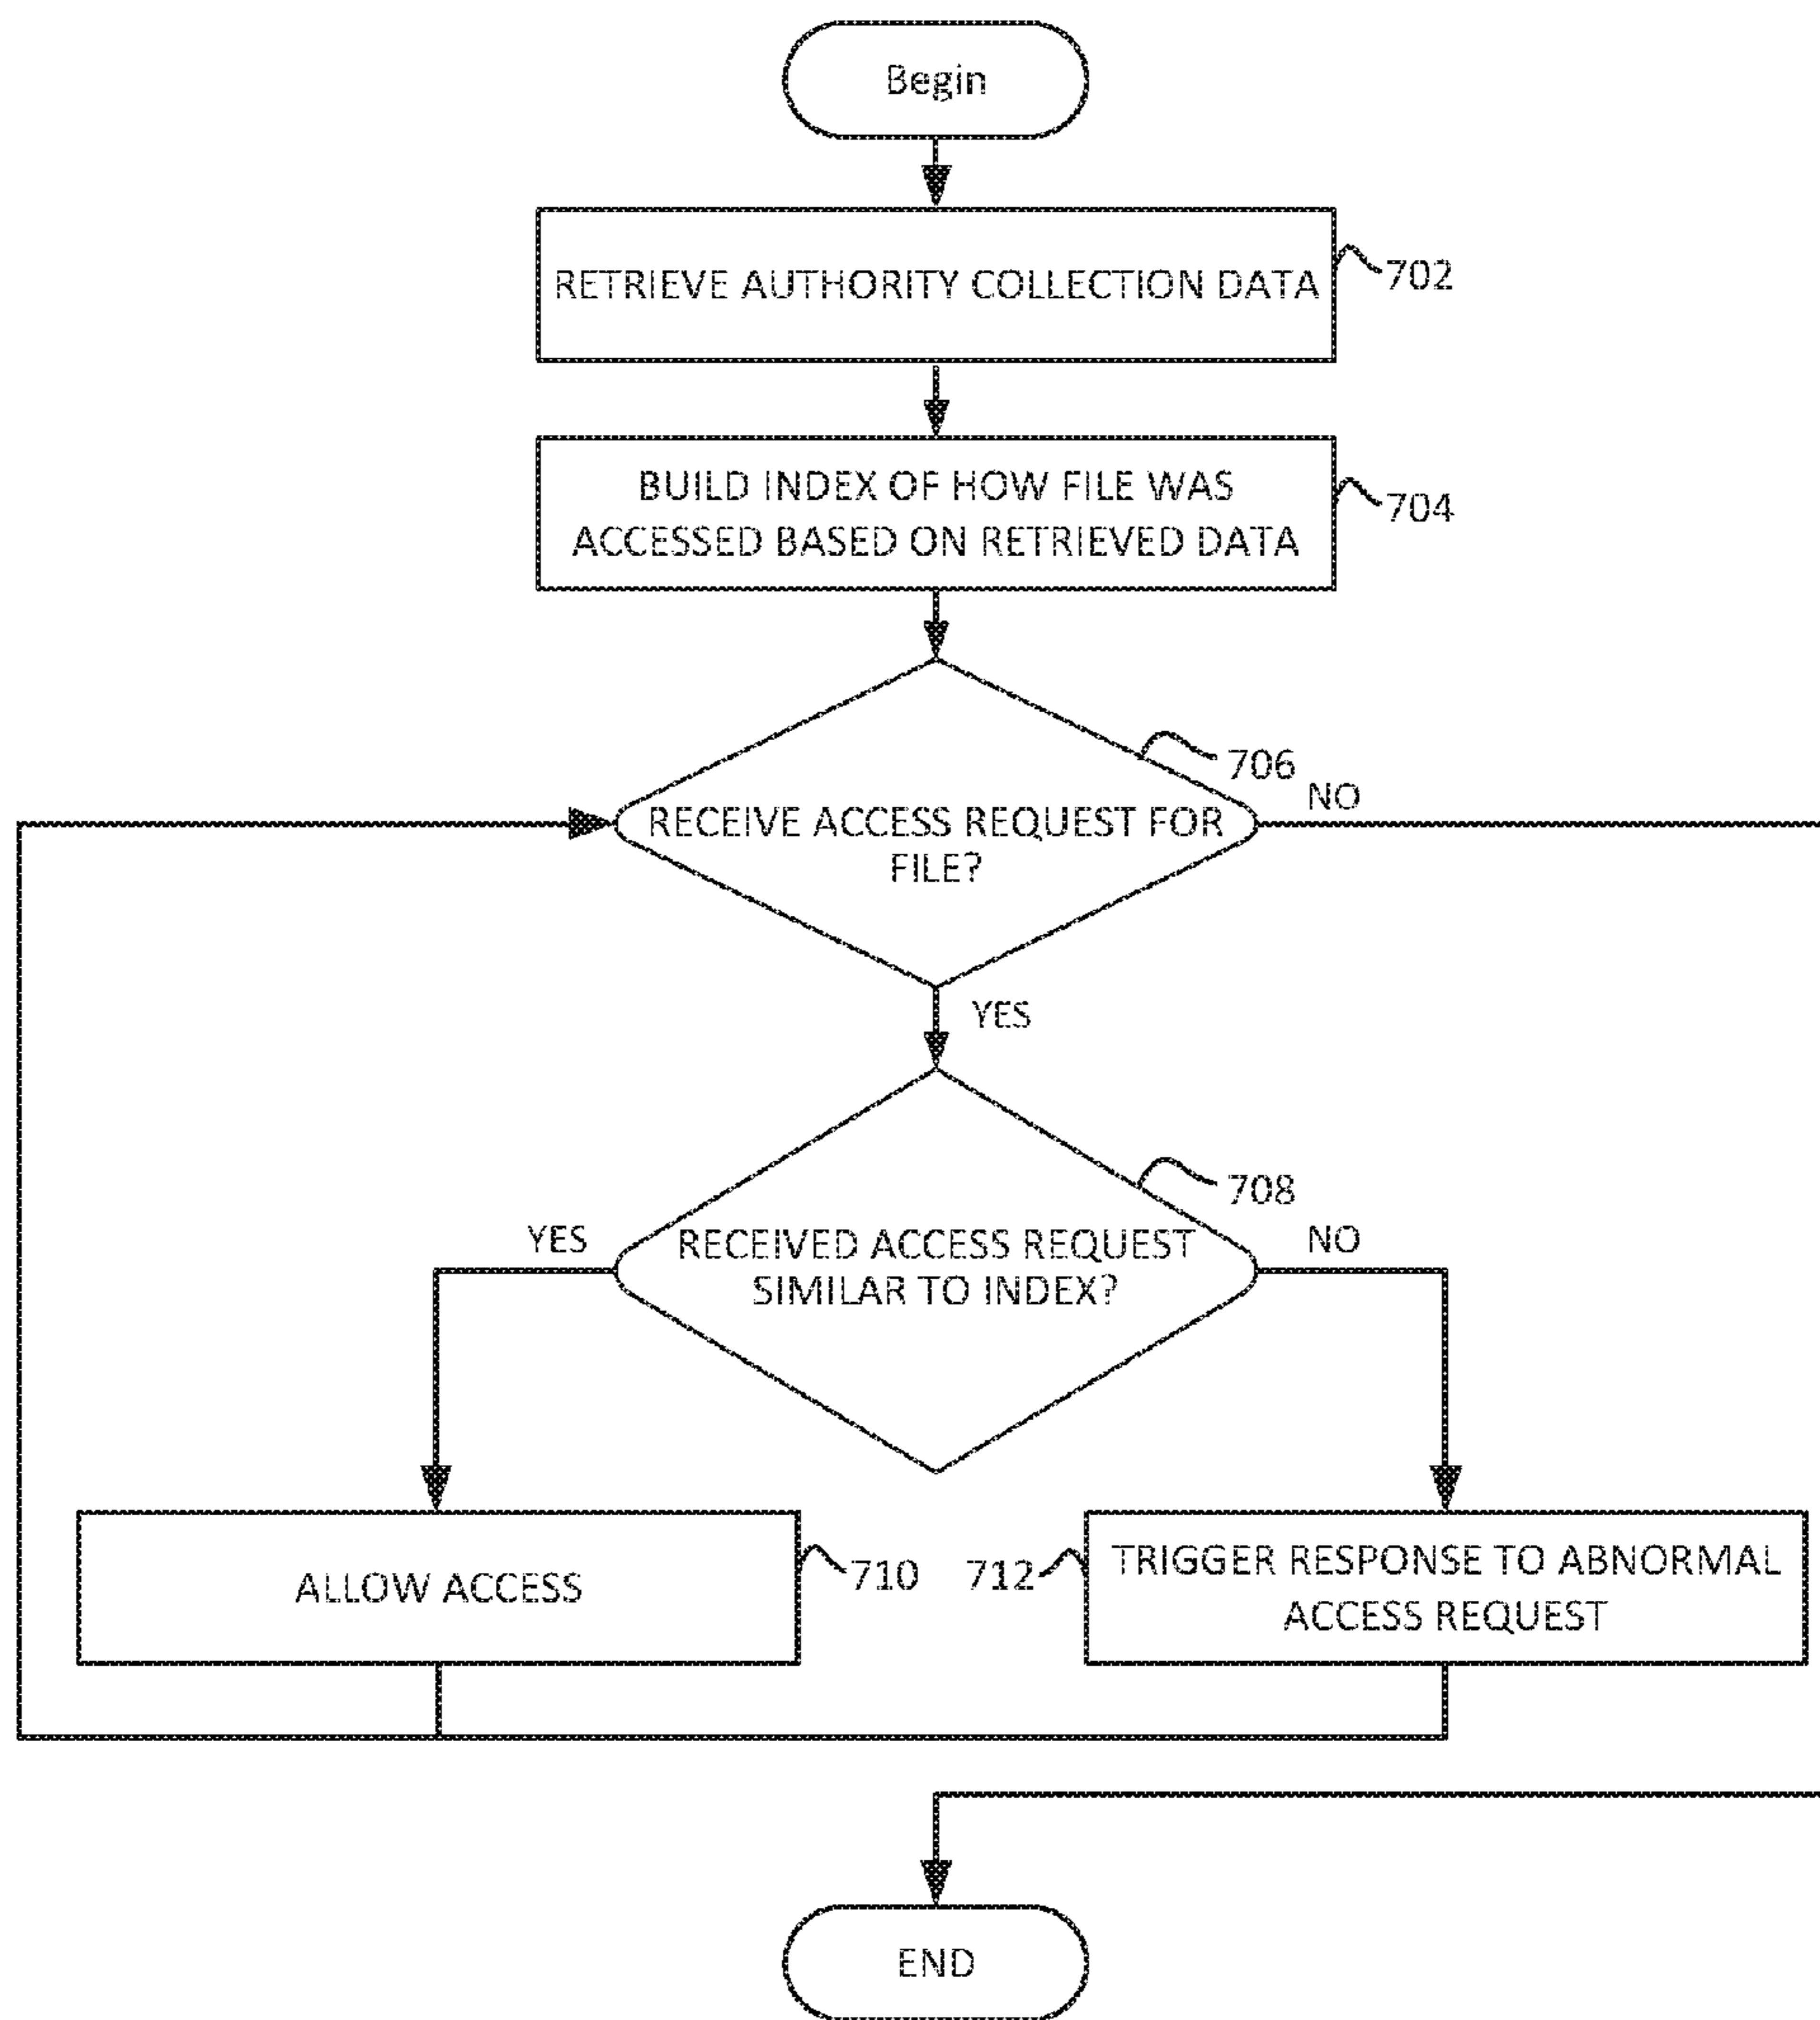 Begin
RETRIEVE AUTHORITY COLLECTION DATA
702
BUILD INDEX OF HOW FILE WAS
ACCESSED BASED ON RETRIEVED DATA
704
706
NO
RECEIVE ACCESS REQUEST FOR
FILE?
YES
708
YES
RECEIVED ACCESS REQUEST
SIMILAR TO INDEX?
NO
ALLOW ACCESS
710
712
TRIGGER RESPONSE TO ABNORMAL
ACCESS REQUEST
END